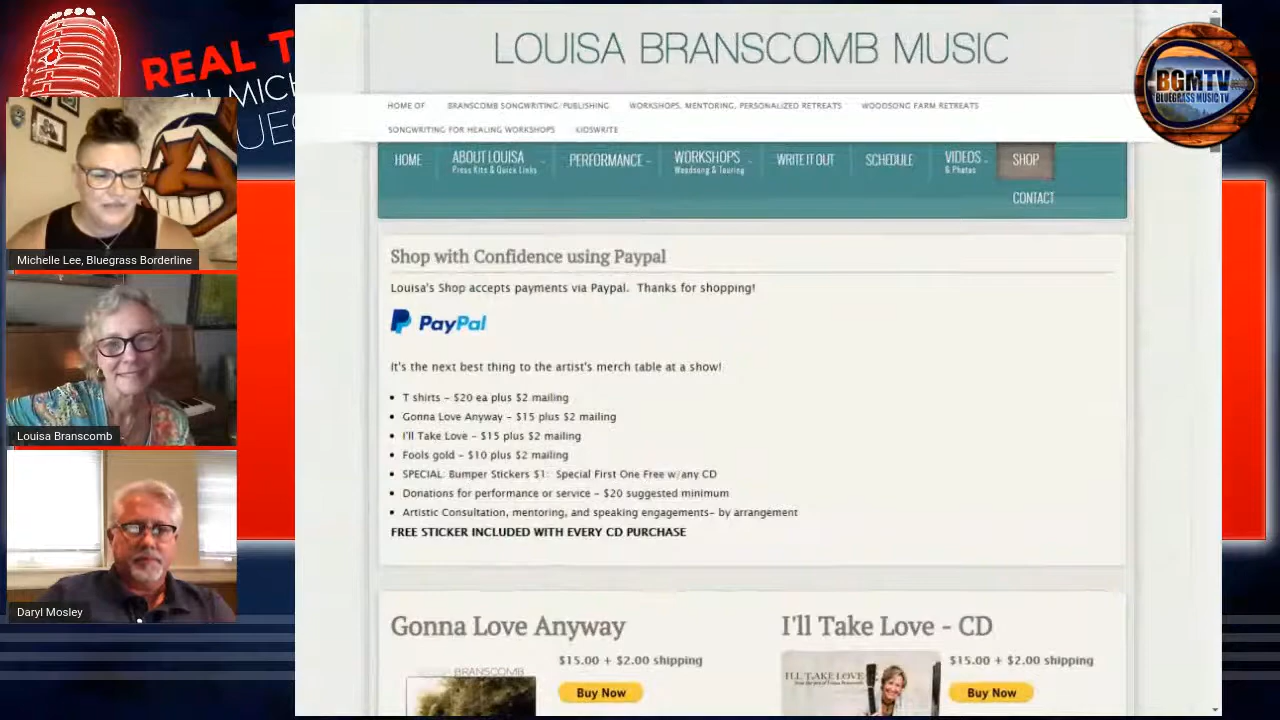 REAL T
LOUISA BRANSCOMB MUSIC
BGMTV
BLUEGRASS MUSIC TV
HOME OF BRANSCOMB SONGWRITING/PUBLISHING WORKSHOPS, MENTORING, PERSONALIZED RETREATS WOODSONG FARM RETREATS
SONGWRITING FOR HEALING WORKSHOPS KIDSWRITE
HOME ABOUT LOUISA PERFORMANCE WORKSHOPS WRITE IT OUT SCHEDULE VIDEOS SHOP
Press Kits & Quick Links Woodsong & Touring & Photos
CONTACT
Michelle Lee, Bluegrass Borderline
Louisa Branscomb
Daryl Mosley
Shop with Confidence using Paypal
Louisa's Shop accepts payments via Paypal. Thanks for shopping!
PayPal
It's the next best thing to the artist's merch table at a show!
• T shirts – $20 ea plus $2 mailing
• Gonna Love Anyway – $15 plus $2 mailing
• I'll Take Love – $15 plus $2 mailing
• Fools gold – $10 plus $2 mailing
• SPECIAL: Bumper Stickers $1: Special First One Free w/any CD
• Donations for performance or service – $20 suggested minimum
• Artistic Consultation, mentoring, and speaking engagements– by arrangement
FREE STICKER INCLUDED WITH EVERY CD PURCHASE
Gonna Love Anyway
$15.00 + $2.00 shipping
BRANSCOMB
Buy Now
I'll Take Love - CD
$15.00 + $2.00 shipping
I'LL TAKE LOVE
Buy Now